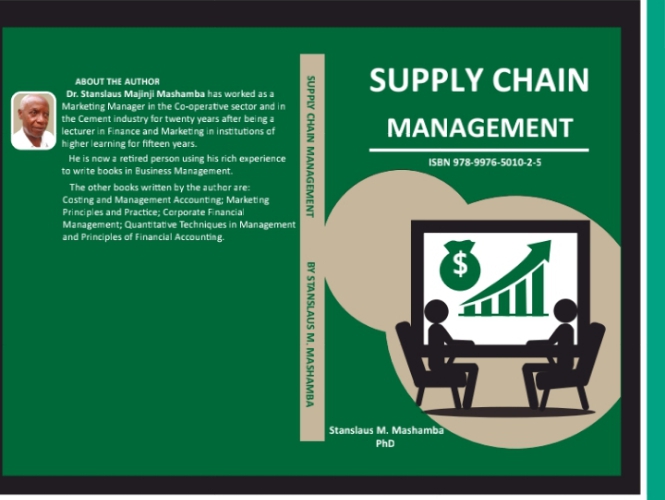 ABOUT THE AUTHOR
Dr. Stanslaus Majinji Mashamba has worked as a
Marketing Manager in the Co-operative sector and in
the Cement industry for twenty years after being a
lecturer in Finance and Marketing in institutions of
higher learning for fifteen years.
He is now a retired person using his rich experience
to write books in Business Management.
The other books written by the author are:
Costing and Management Accounting; Marketing
Principles and Practice; Corporate Financial
Management; Quantitative Techniques in Management
and Principles of Financial Accounting.
SUPPLY CHAIN MANAGEMENT
BY STANSLAUS M. MASHAMBA
SUPPLY CHAIN
MANAGEMENT
ISBN 978-9976-5010-2-5
$
Stanslaus M. Mashamba
PhD